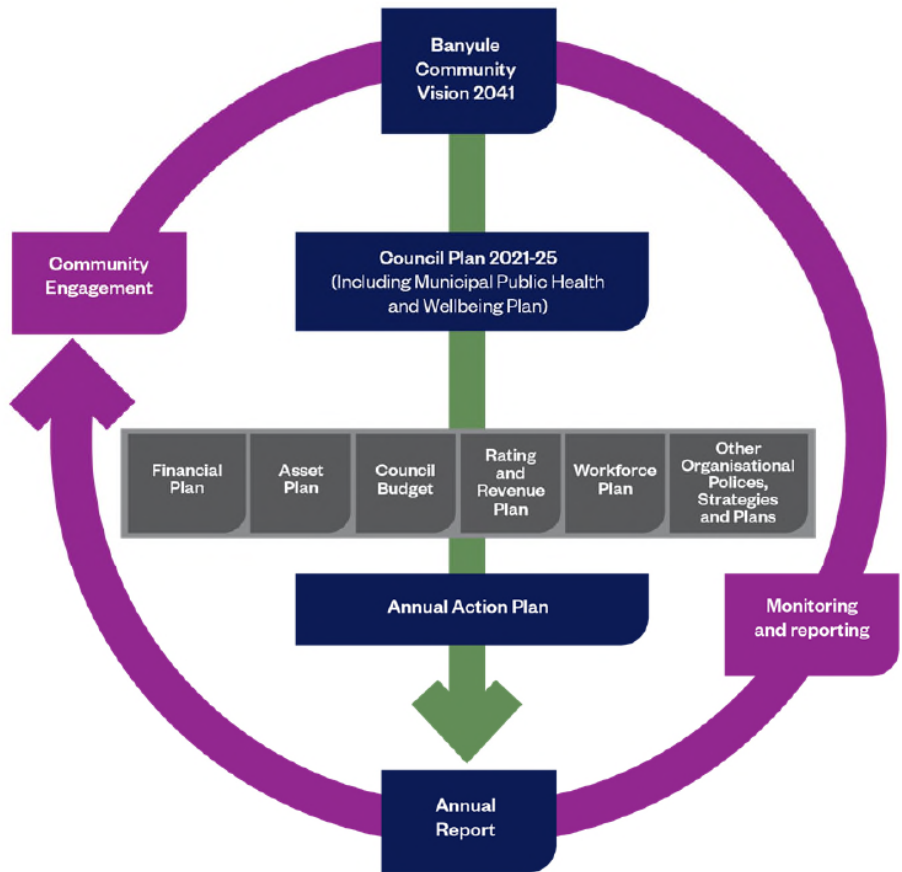 Banyule
Community
Vision 2041
Community
Engagement
Council Plan 2021-25
(Including Municipal Public Health
and Wellbeing Plan)
Financial
Plan
Asset
Plan
Council
Budget
Rating
and
Revenue
Plan
Workforce
Plan
Other
Organisational
Polices,
Strategies
and Plans
Annual Action Plan
Monitoring
and reporting
Annual
Report